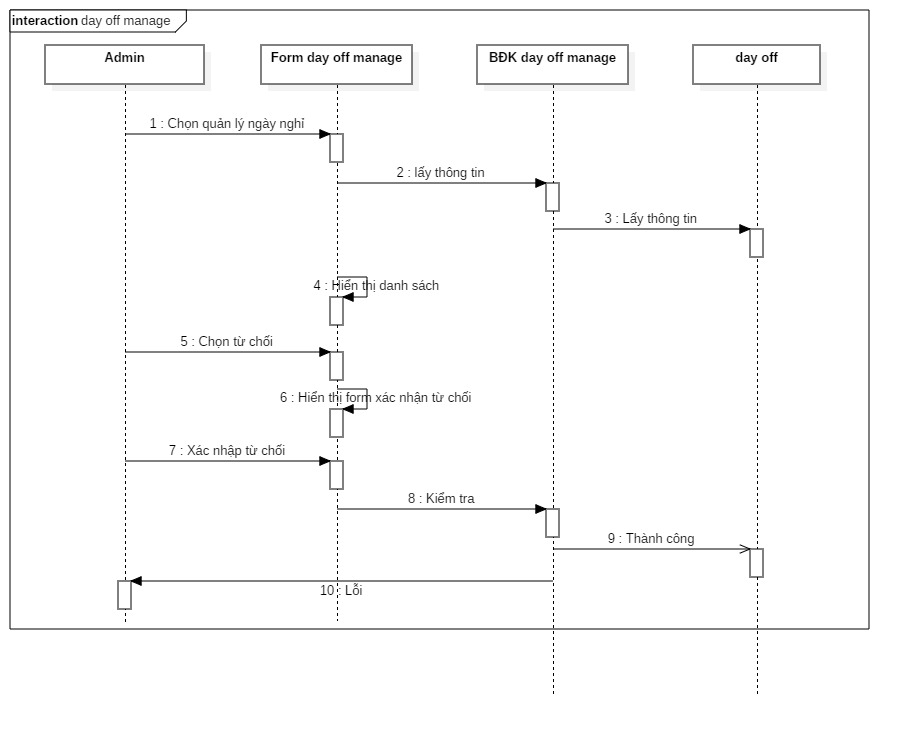 interaction day off manage
Admin
Form day off manage
BĐK day off manage
day off
1 : Chọn quản lý ngày nghỉ
2 : lấy thông tin
3 : Lấy thông tin
4 : Hiển thị danh sách
5 : Chọn từ chối
6 : Hiển thị form xác nhận từ chối
7 : Xác nhập từ chối
8 : Kiểm tra
9 : Thành công
10 : Lỗi